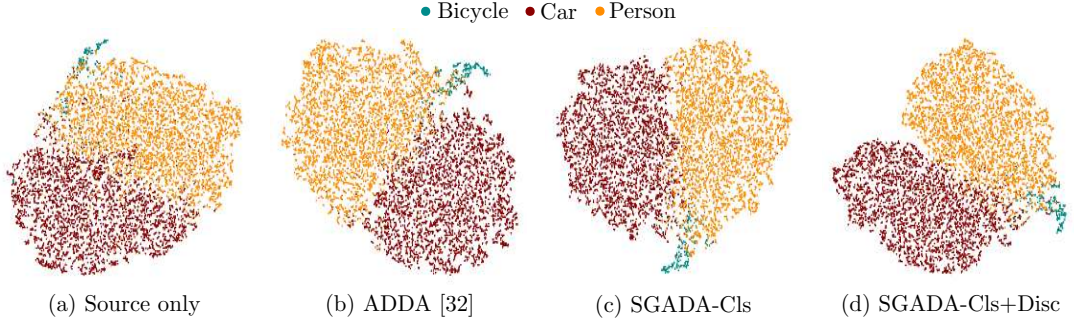 Bicycle Car Person
(a) Source only (b) ADDA [32] (c) SGADA-Cls (d) SGADA-Cls+Disc